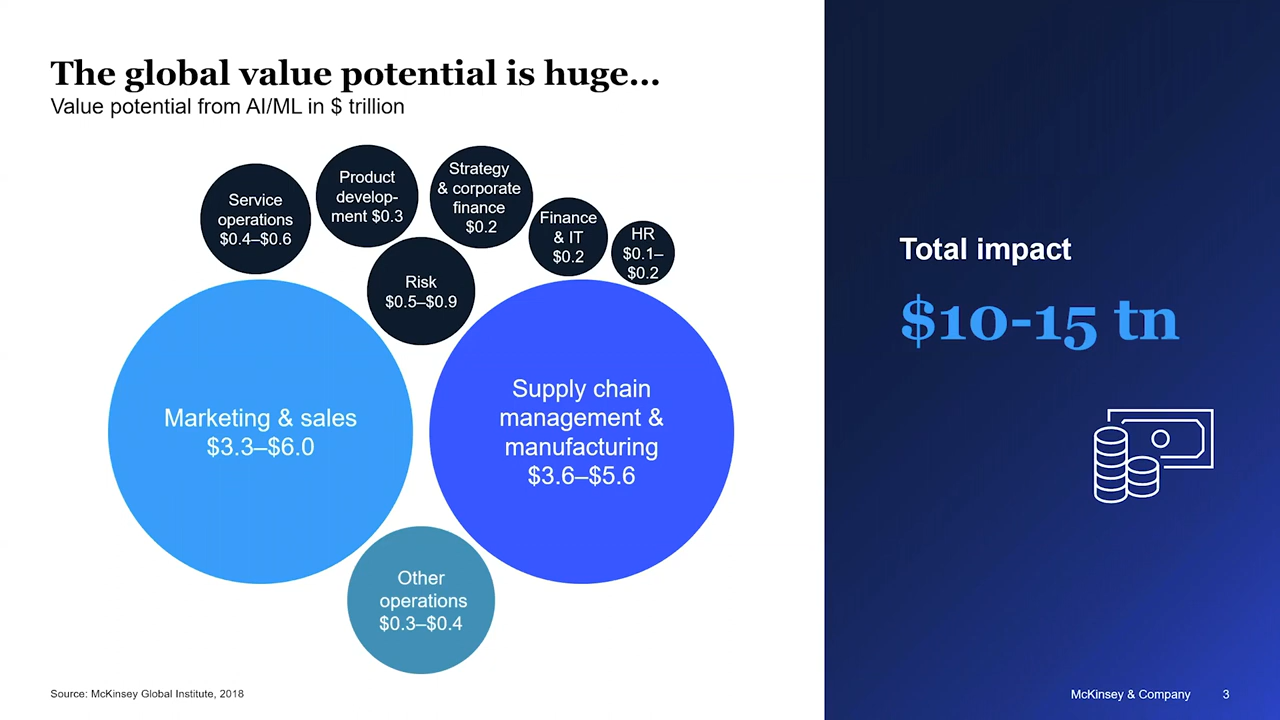 The global value potential is huge...
Value potential from AI/ML in $ trillion
Service
operations
$0.4–$0.6
Product
develop-
ment $0.3
Strategy
& corporate
finance
$0.2
Finance
& IT
$0.2
HR
$0.1–
$0.2
Risk
$0.5–$0.9
Marketing & sales
$3.3–$6.0
Supply chain
management &
manufacturing
$3.6–$5.6
Other
operations
$0.3–$0.4
Total impact
$10-15 tn
Source: McKinsey Global Institute, 2018
McKinsey & Company 3